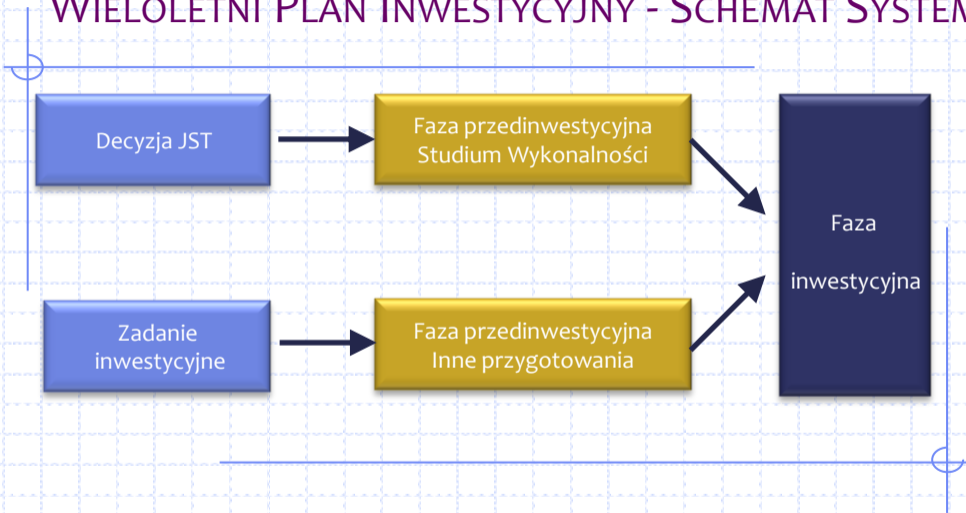 WIELOLETNI PLAN INWESTYCYJNY - SCHEMAT SYSTEM
Decyzja JST
Faza przedinwestycyjna
Studium Wykonalności
Faza
inwestycyjna
Zadanie
inwestycyjne
Faza przedinwestycyjna
Inne przygotowania